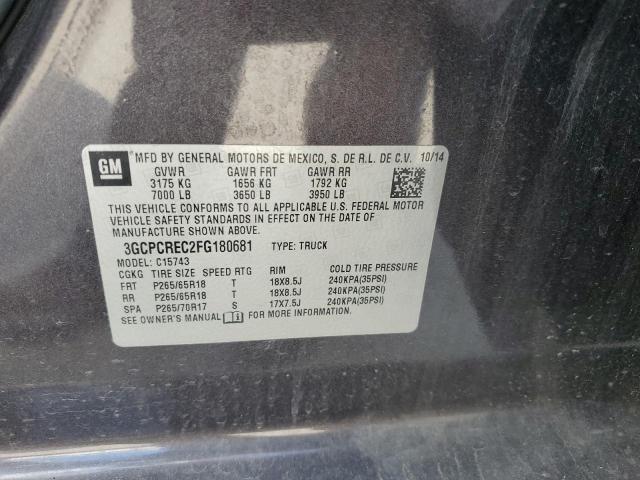 GM
MFD BY GENERAL MOTORS DE MEXICO, S. DE R.L. DE C.V. 10/14
GVWR GAWR FRT GAWR RR
3175 KG 1656 KG 1792 KG
7000 LB 3650 LB 3950 LB
THIS VEHICLE CONFORMS TO ALL APPLICABLE U.S. FEDERAL MOTOR
VEHICLE SAFETY STANDARDS IN EFFECT ON THE DATE OF
MANUFACTURE SHOWN ABOVE.
3GCPCREC2FG180681 TYPE: TRUCK
MODEL: C15743
CGKG TIRE SIZE SPEED RTG RIM COLD TIRE PRESSURE
FRT P265/65R18 T 18X8.5J 240KPA(35PSI)
RR P265/65R18 T 18X8.5J 240KPA(35PSI)
SPA P265/70R17 S 17X7.5J 240KPA(35PSI)
SEE OWNER'S MANUAL FOR MORE INFORMATION.